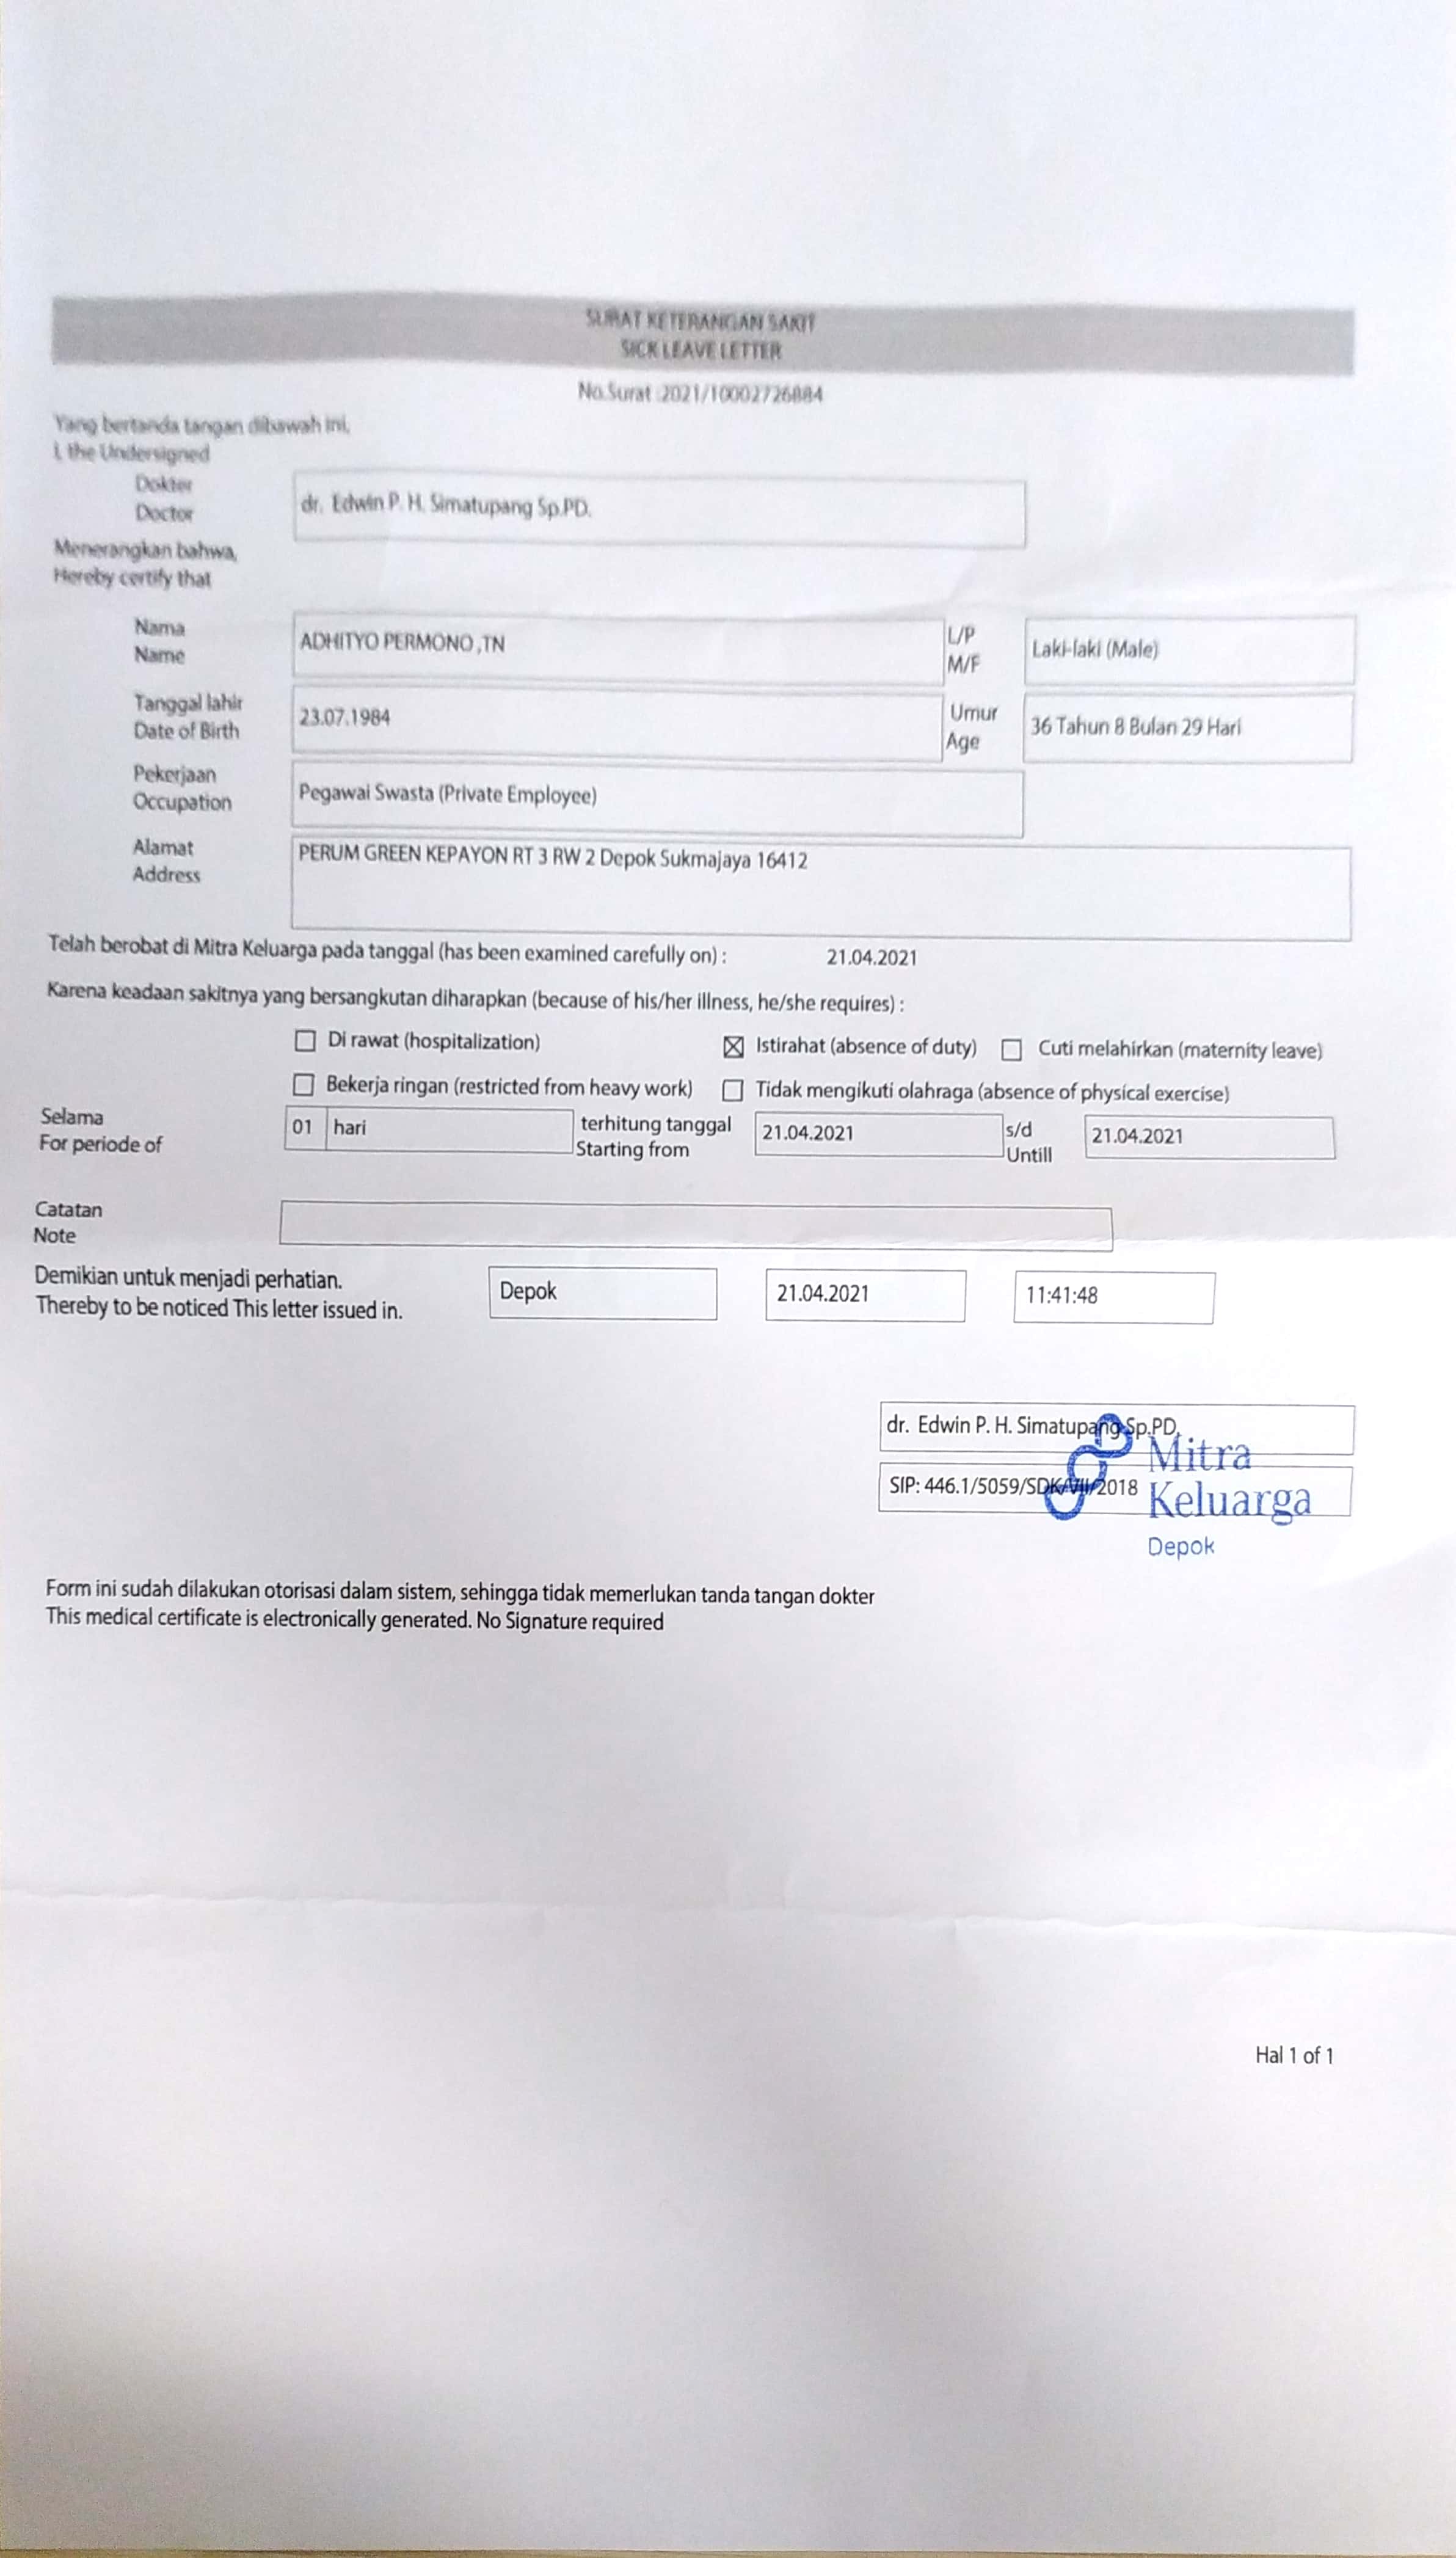 SURAT KETERANGAN SAKIT
SICK LEAVE LETTER
No.Surat :2021/10002726884
Yang bertanda tangan dibawah ini,
I, the Undersigned
Dokter
Doctor
dr. Edwin P. H. Simatupang Sp.PD.
Menerangkan bahwa,
Hereby certify that
Nama
Name
ADHITYO PERMONO ,TN
L/P
M/F
Laki-laki (Male)
Tanggal lahir
Date of Birth
23.07.1984
Umur
Age
36 Tahun 8 Bulan 29 Hari
Pekerjaan
Occupation
Pegawai Swasta (Private Employee)
Alamat
Address
PERUM GREEN KEPAYON RT 3 RW 2 Depok Sukmajaya 16412
Telah berobat di Mitra Keluarga pada tanggal (has been examined carefully on) : 21.04.2021
Karena keadaan sakitnya yang bersangkutan diharapkan (because of his/her illness, he/she requires) :
Di rawat (hospitalization) ☒ Istirahat (absence of duty) Cuti melahirkan (maternity leave)
Bekerja ringan (restricted from heavy work) Tidak mengikuti olahraga (absence of physical exercise)
Selama
For periode of
01 hari
terhitung tanggal
Starting from
21.04.2021
s/d
Untill
21.04.2021
Catatan
Note
Demikian untuk menjadi perhatian.
Thereby to be noticed This letter issued in.
Depok 21.04.2021 11:41:48
dr. Edwin P. H. Simatupang Sp.PD.
SIP: 446.1/5059/SDK/VII/2018
Mitra
Keluarga
Depok
Form ini sudah dilakukan otorisasi dalam sistem, sehingga tidak memerlukan tanda tangan dokter
This medical certificate is electronically generated. No Signature required
Hal 1 of 1